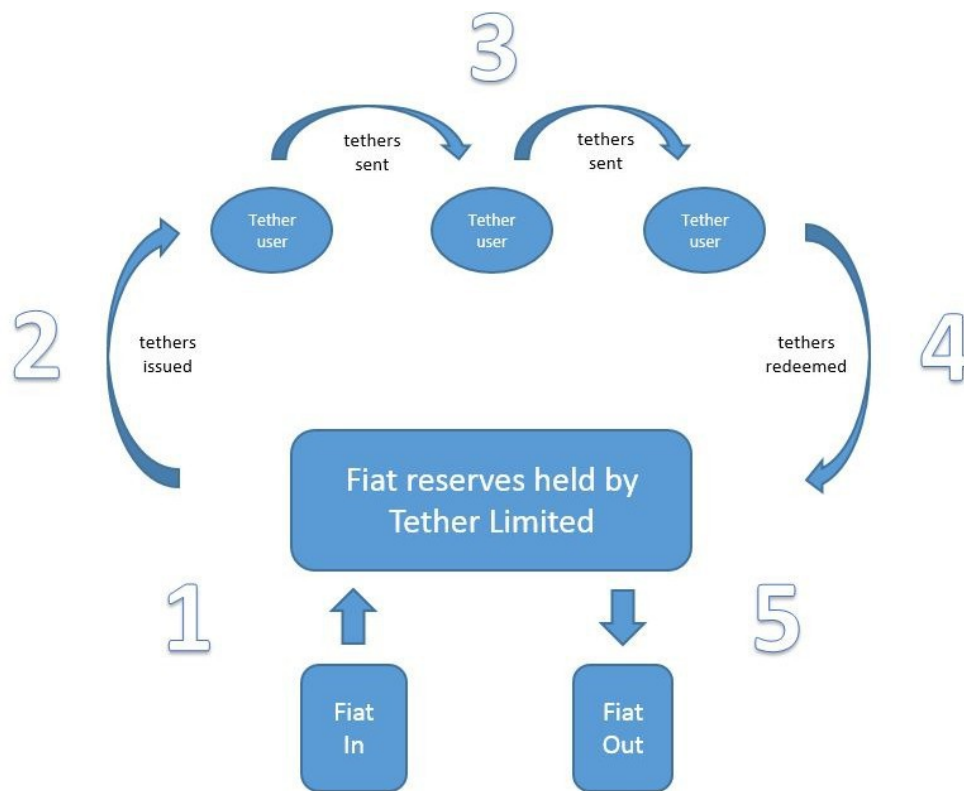 3
tethers
sent
tethers
sent
Tether
user
Tether
user
Tether
user
2
tethers
issued
4
tethers
redeemed
Fiat reserves held by
Tether Limited
1
5
Fiat
In
Fiat
Out